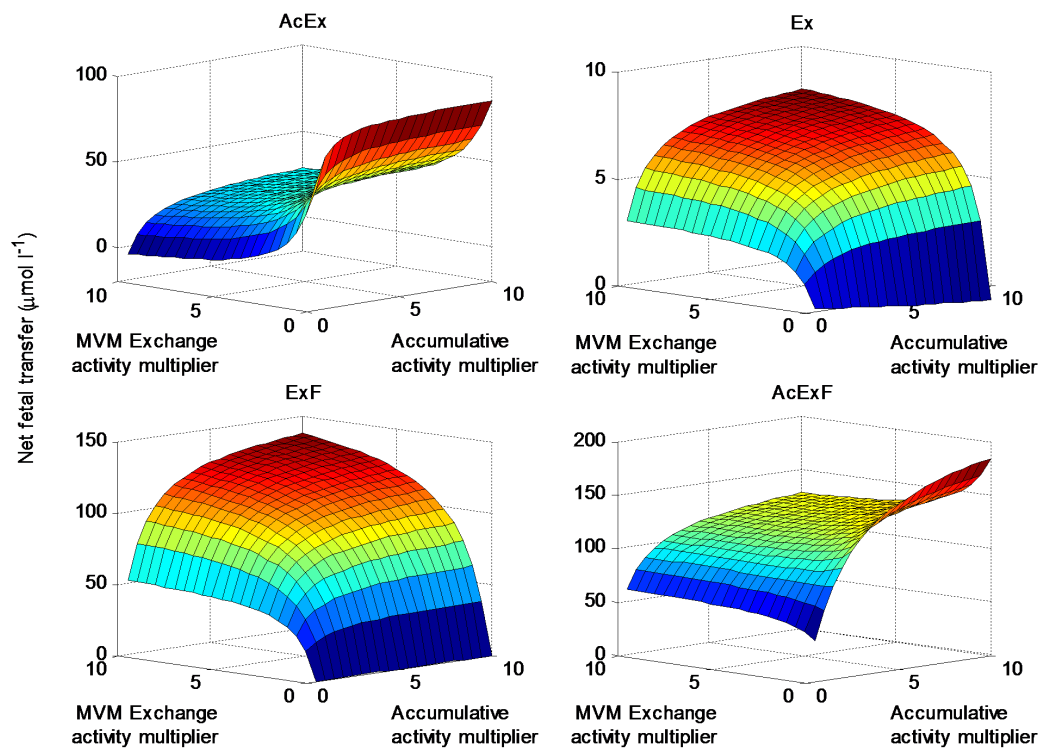 AcEx
100
50
0
10
5
0
0
5
10
MVM Exchange
activity multiplier
Accumulative
activity multiplier
Ex
10
5
0
10
5
0
0
5
10
MVM Exchange
activity multiplier
Accumulative
activity multiplier
Net fetal transfer (μmol l⁻¹)
ExF
150
100
50
0
10
5
0
0
5
10
MVM Exchange
activity multiplier
Accumulative
activity multiplier
AcExF
200
150
100
50
0
10
5
0
0
5
10
MVM Exchange
activity multiplier
Accumulative
activity multiplier